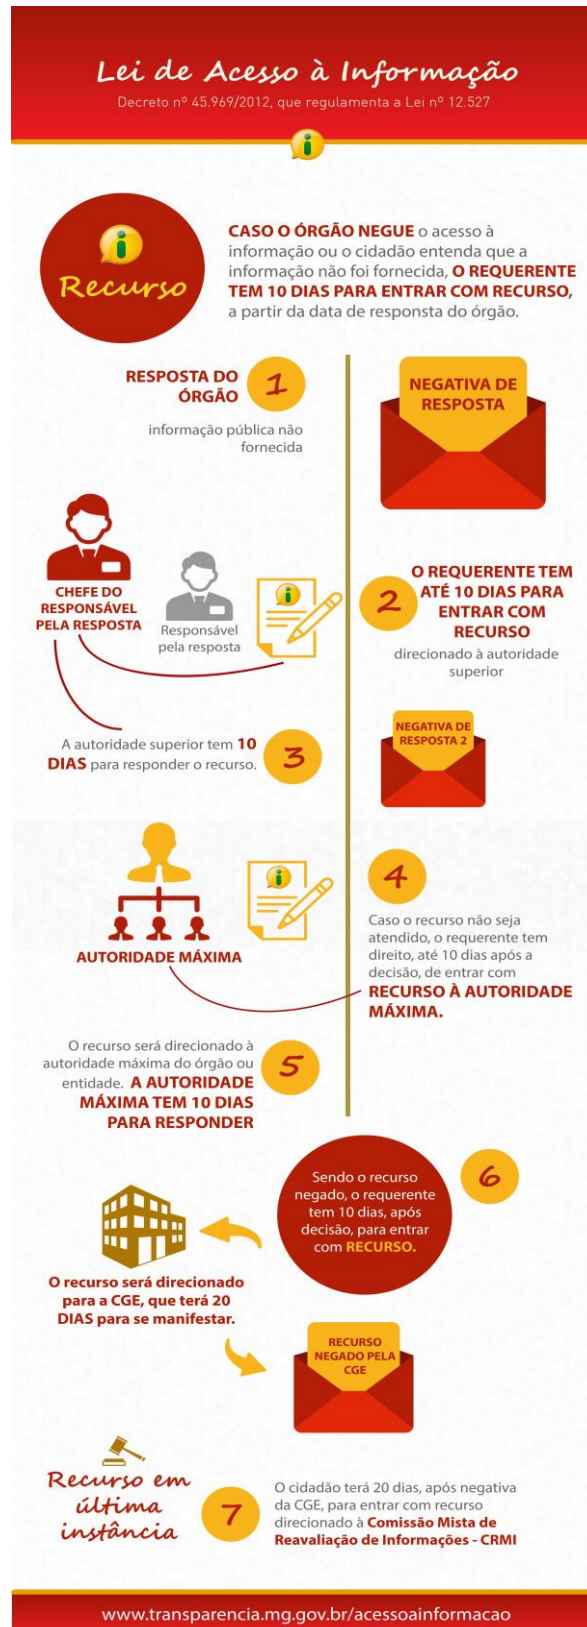 Lei de Acesso à Informação
Decreto nº 45.969/2012, que regulamenta a Lei nº 12.527
i
i
Recurso
CASO O ÓRGÃO NEGUE o acesso à
informação ou o cidadão entenda que a
informação não foi fornecida, O REQUERENTE
TEM 10 DIAS PARA ENTRAR COM RECURSO,
a partir da data de responsta do órgão.
RESPOSTA DO
ÓRGÃO
1
informação pública não
fornecida
NEGATIVA DE
RESPOSTA
CHEFE DO
RESPONSÁVEL
PELA RESPOSTA
Responsável
pela resposta
i
2
O REQUERENTE TEM
ATÉ 10 DIAS PARA
ENTRAR COM
RECURSO
direcionado à autoridade
superior
A autoridade superior tem 10
DIAS para responder o recurso.
3
NEGATIVA DE
RESPOSTA 2
AUTORIDADE MÁXIMA
i
4
Caso o recurso não seja
atendido, o requerente tem
direito, até 10 dias após a
decisão, de entrar com
RECURSO À AUTORIDADE
MÁXIMA.
O recurso será direcionado à
autoridade máxima do órgão ou
entidade. A AUTORIDADE
MÁXIMA TEM 10 DIAS
PARA RESPONDER
5
Sendo o recurso
negado, o requerente
tem 10 dias, após
decisão, para entrar
com RECURSO.
6
O recurso será direcionado
para a CGE, que terá 20
DIAS para se manifestar.
RECURSO
NEGADO PELA
CGE
Recurso em
última
instância
7
O cidadão terá 20 dias, após negativa
da CGE, para entrar com recurso
direcionado à Comissão Mista de
Reavaliação de Informações - CRMI
www.transparencia.mg.gov.br/acessoainformacao